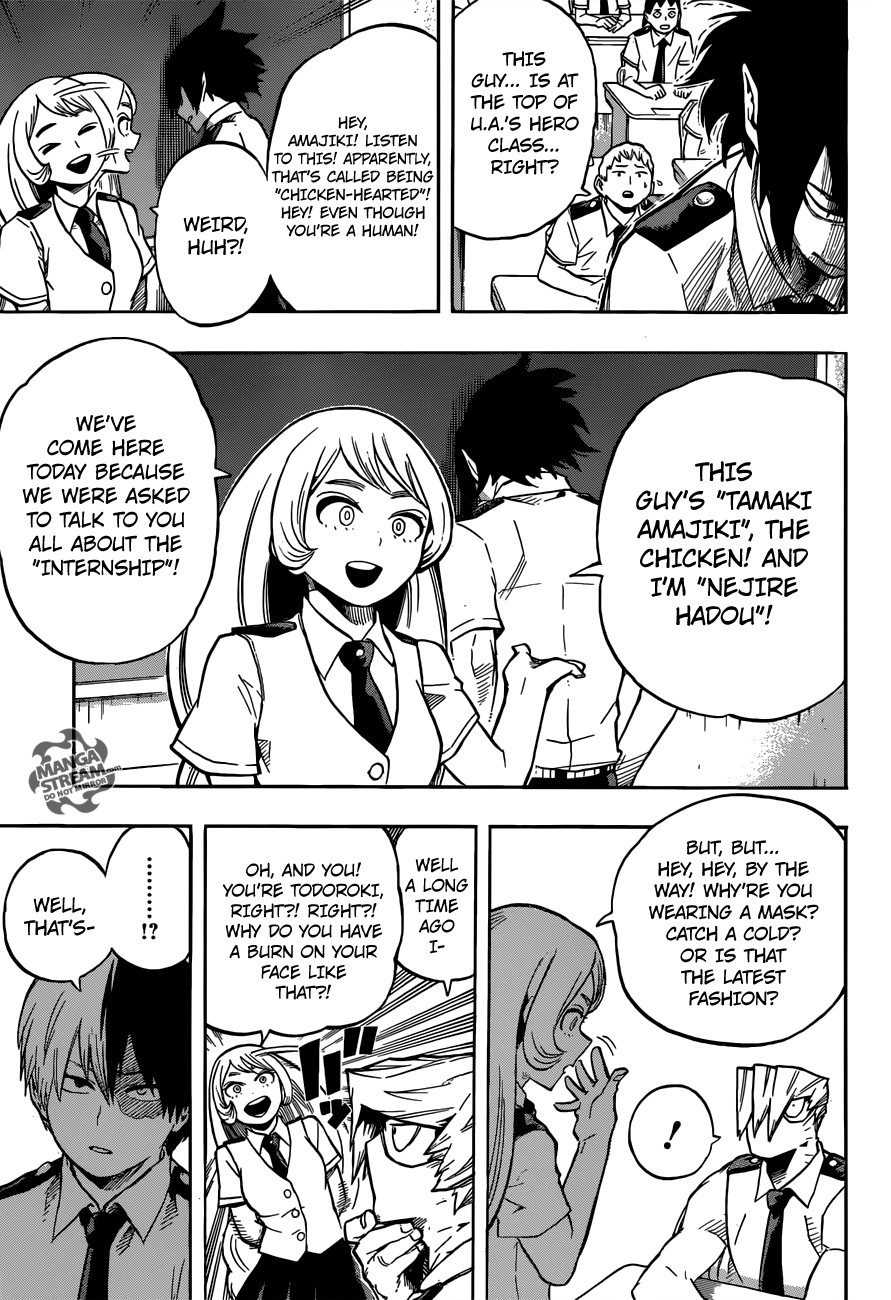 THIS
GUY... IS AT
THE TOP OF
U.A.'S HERO
CLASS...
RIGHT?
HEY,
AMAJIKI! LISTEN
TO THIS! APPARENTLY,
THAT'S CALLED BEING
"CHICKEN-HEARTED"!
HEY! EVEN THOUGH
YOU'RE A HUMAN!
WEIRD,
HUH?!
THIS
GUY'S "TAMAKI
AMAJIKI", THE
CHICKEN! AND
I'M "NEJIRE
HADOU"!
WE'VE
COME HERE
TODAY BECAUSE
WE WERE ASKED
TO TALK TO YOU
ALL ABOUT THE
"INTERNSHIP"!
MANGA
STREAM.com
DO NOT MIRROR
BUT, BUT...
HEY, HEY, BY THE
WAY! WHY'RE YOU
WEARING A MASK?
CATCH A COLD?
OR IS THAT
THE LATEST
FASHION?
!
WELL
A LONG
TIME
AGO
I-
OH, AND YOU!
YOU'RE TODOROKI,
RIGHT?! RIGHT?!
WHY DO YOU HAVE
A BURN ON YOUR
FACE LIKE
THAT?!
.........
!?
WELL,
THAT'S-